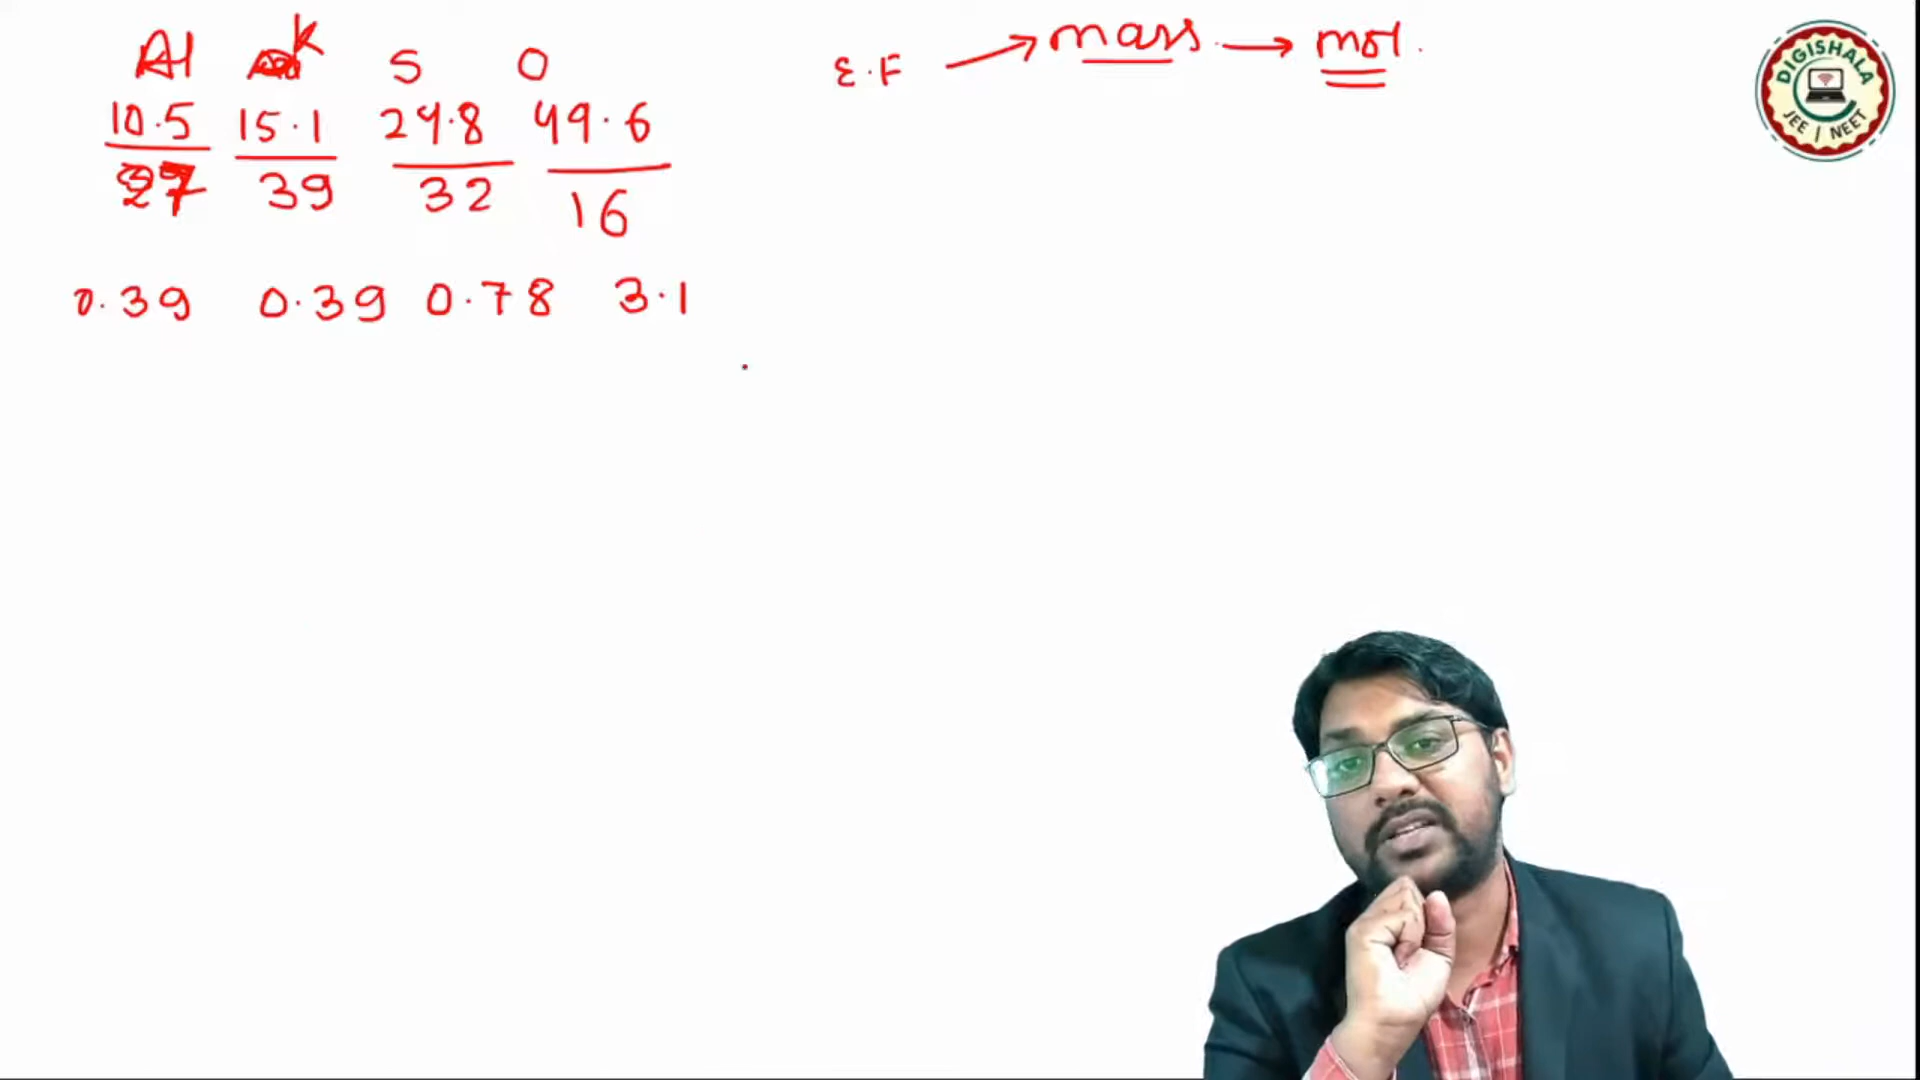 Al K S O
10.5 15.1 24.8 49.6
27 39 32 16
0.39 0.39 0.78 3.1
E.F → mass → mol.
DIGISHALA
JEE | NEET